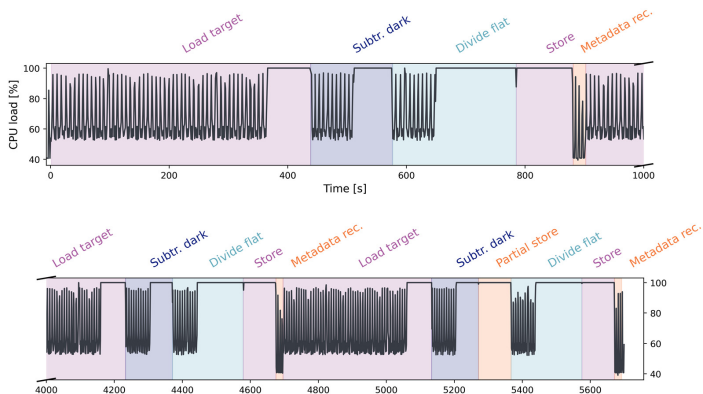 Load target Subtr. dark Divide flat Store Metadata rec.
100
80
60
40
CPU load [%]
0 200 400 600 800 1000
Time [s]
Load target Subtr. dark Divide flat Store Metadata rec. Load target Subtr. dark Partial store Divide flat Store Metadata rec.
100
80
60
40
4000 4200 4400 4600 4800 5000 5200 5400 5600